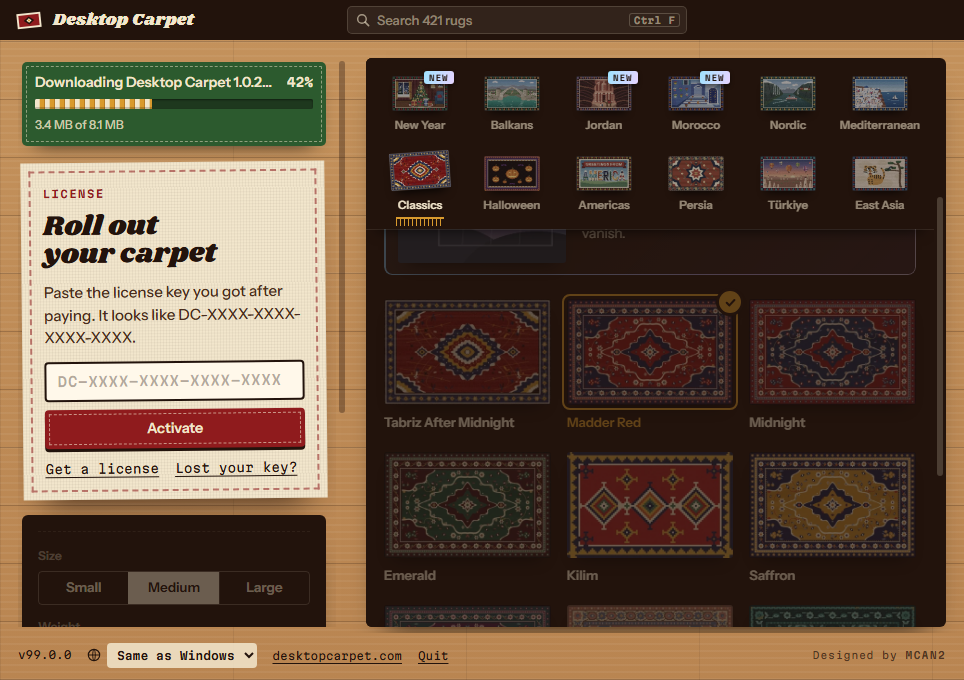 Desktop Carpet
Search 421 rugs
Ctrl F
Downloading Desktop Carpet 1.0.2... 42%
3.4 MB of 8.1 MB
LICENSE
Roll out
your carpet
Paste the license key you got after
paying. It looks like DC-XXXX-XXXX-
XXXX-XXXX.
DC-XXXX-XXXX-XXXX-XXXX
Activate
Get a license Lost your key?
Size
Small Medium Large
Weight
NEW NEW NEW
New Year Balkans Jordan Morocco Nordic Mediterranean
Classics Halloween Americas Persia Türkiye East Asia
vanish.
Tabriz After Midnight Madder Red Midnight
Emerald Kilim Saffron
v99.0.0 Same as Windows desktopcarpet.com Quit
Designed by MCAN2